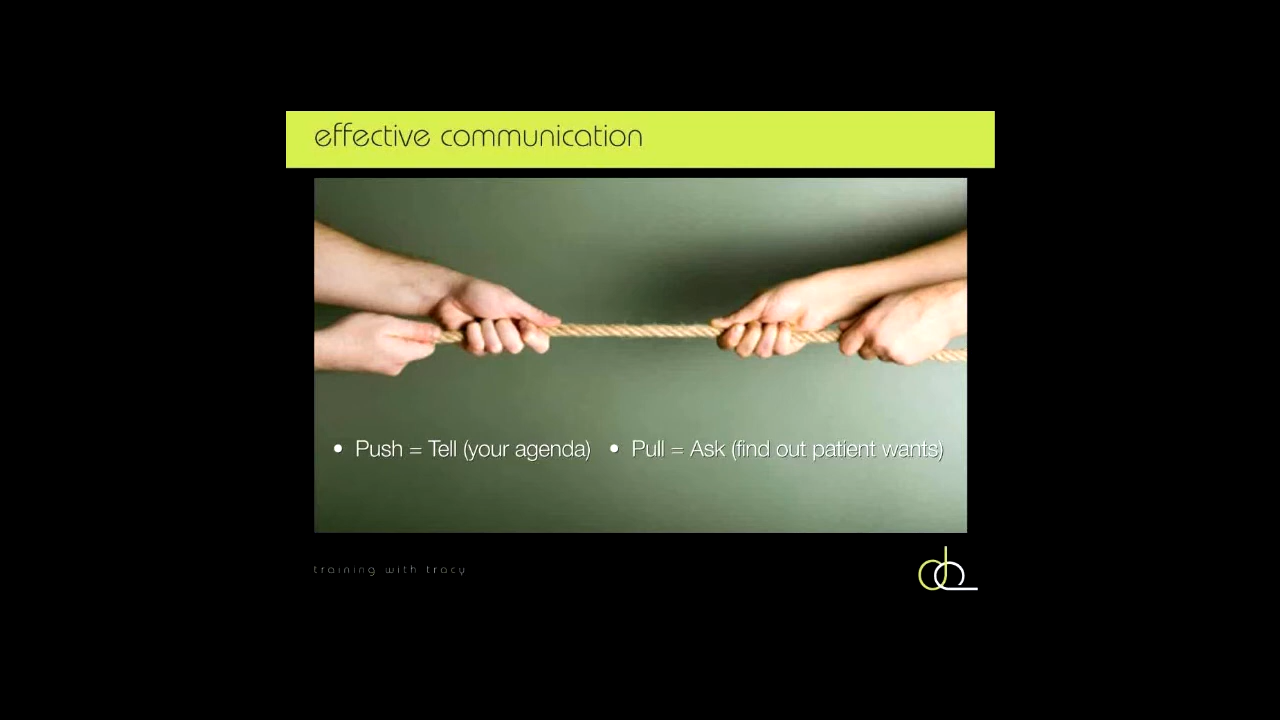 effective communication
• Push = Tell (your agenda) • Pull = Ask (find out patient wants)
training with tracy